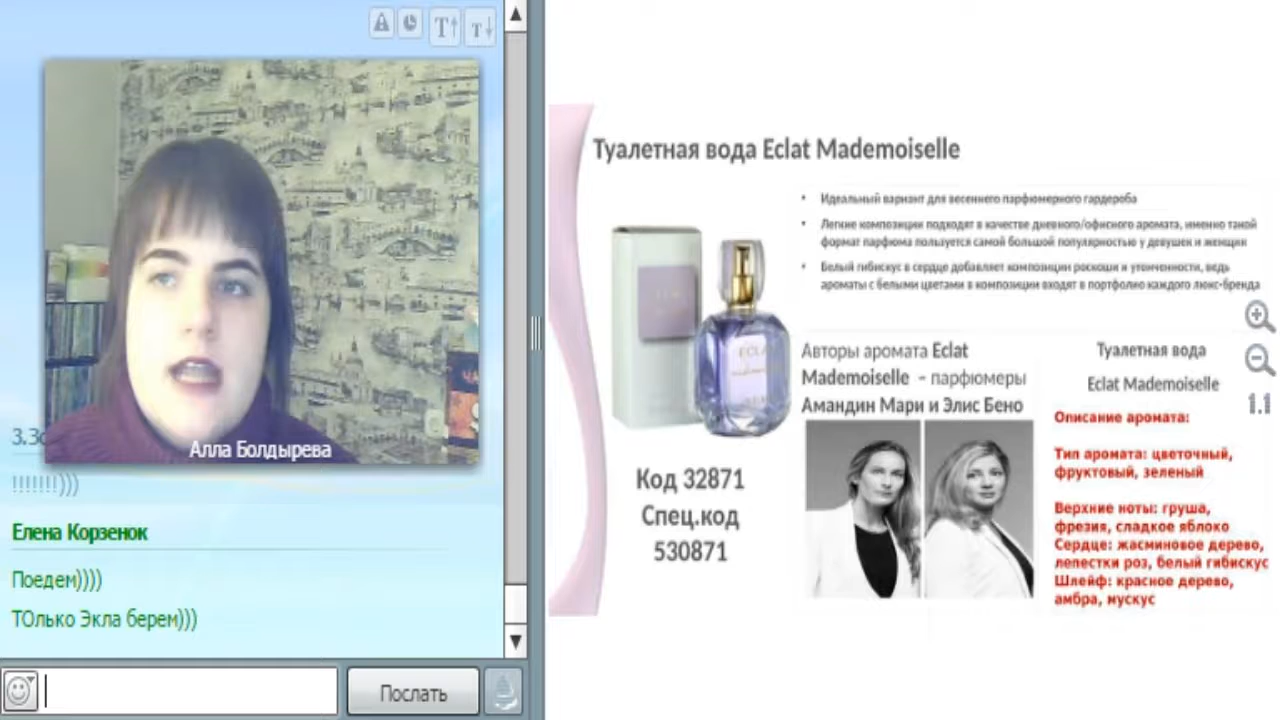 T↑ T↓
Алла Болдырева
3.Зо
!!!!!!!)))
Елена Корзенок
Поедем))))
ТОлько Экла берем)))
Послать
Туалетная вода Eclat Mademoiselle
• Идеальный вариант для весеннего парфюмерного гардероба
• Легкие композиции подходят в качестве дневного/офисного аромата, именно такой
формат парфюма пользуется самой большой популярностью у девушек и женщин
• Белый гибискус в сердце добавляет композиции роскоши и утонченности, ведь
ароматы с белыми цветами в композиции входят в портфолио каждого люкс-бренда
Код 32871
Спец.код
530871
Авторы аромата Eclat
Mademoiselle – парфюмеры
Амандин Мари и Элис Бено
Туалетная вода
Eclat Mademoiselle
Описание аромата:
Тип аромата: цветочный,
фруктовый, зеленый
Верхние ноты: груша,
фрезия, сладкое яблоко
Сердце: жасминовое дерево,
лепестки роз, белый гибискус
Шлейф: красное дерево,
амбра, мускус
1.1